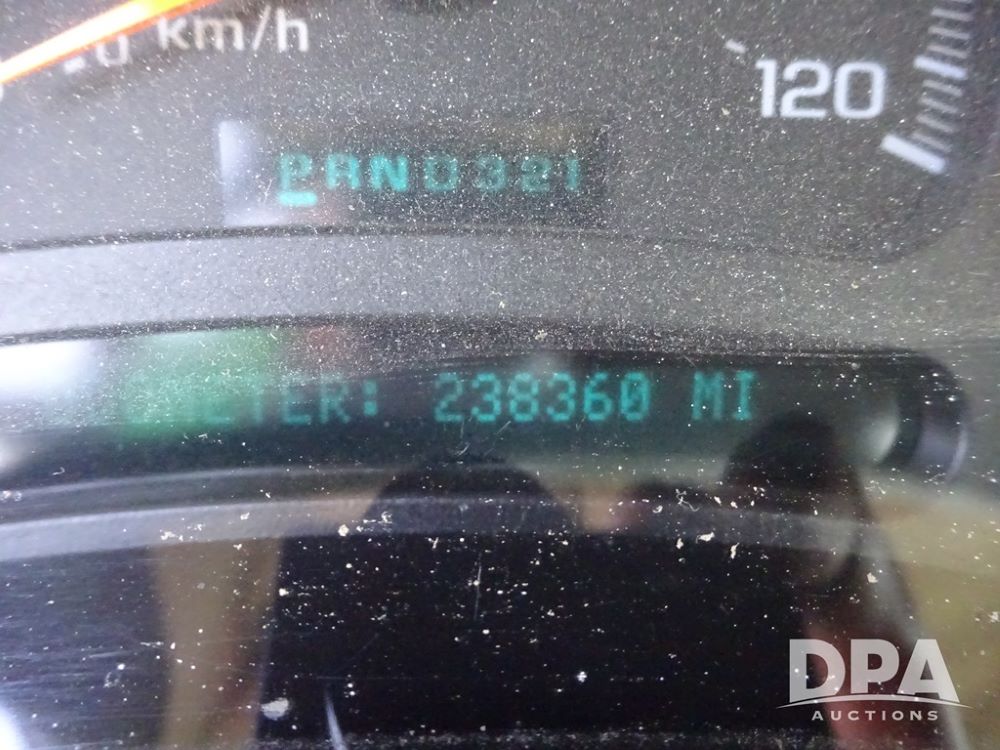 km/h
120
PRND321
238360 MI
DPA
AUCTIONS